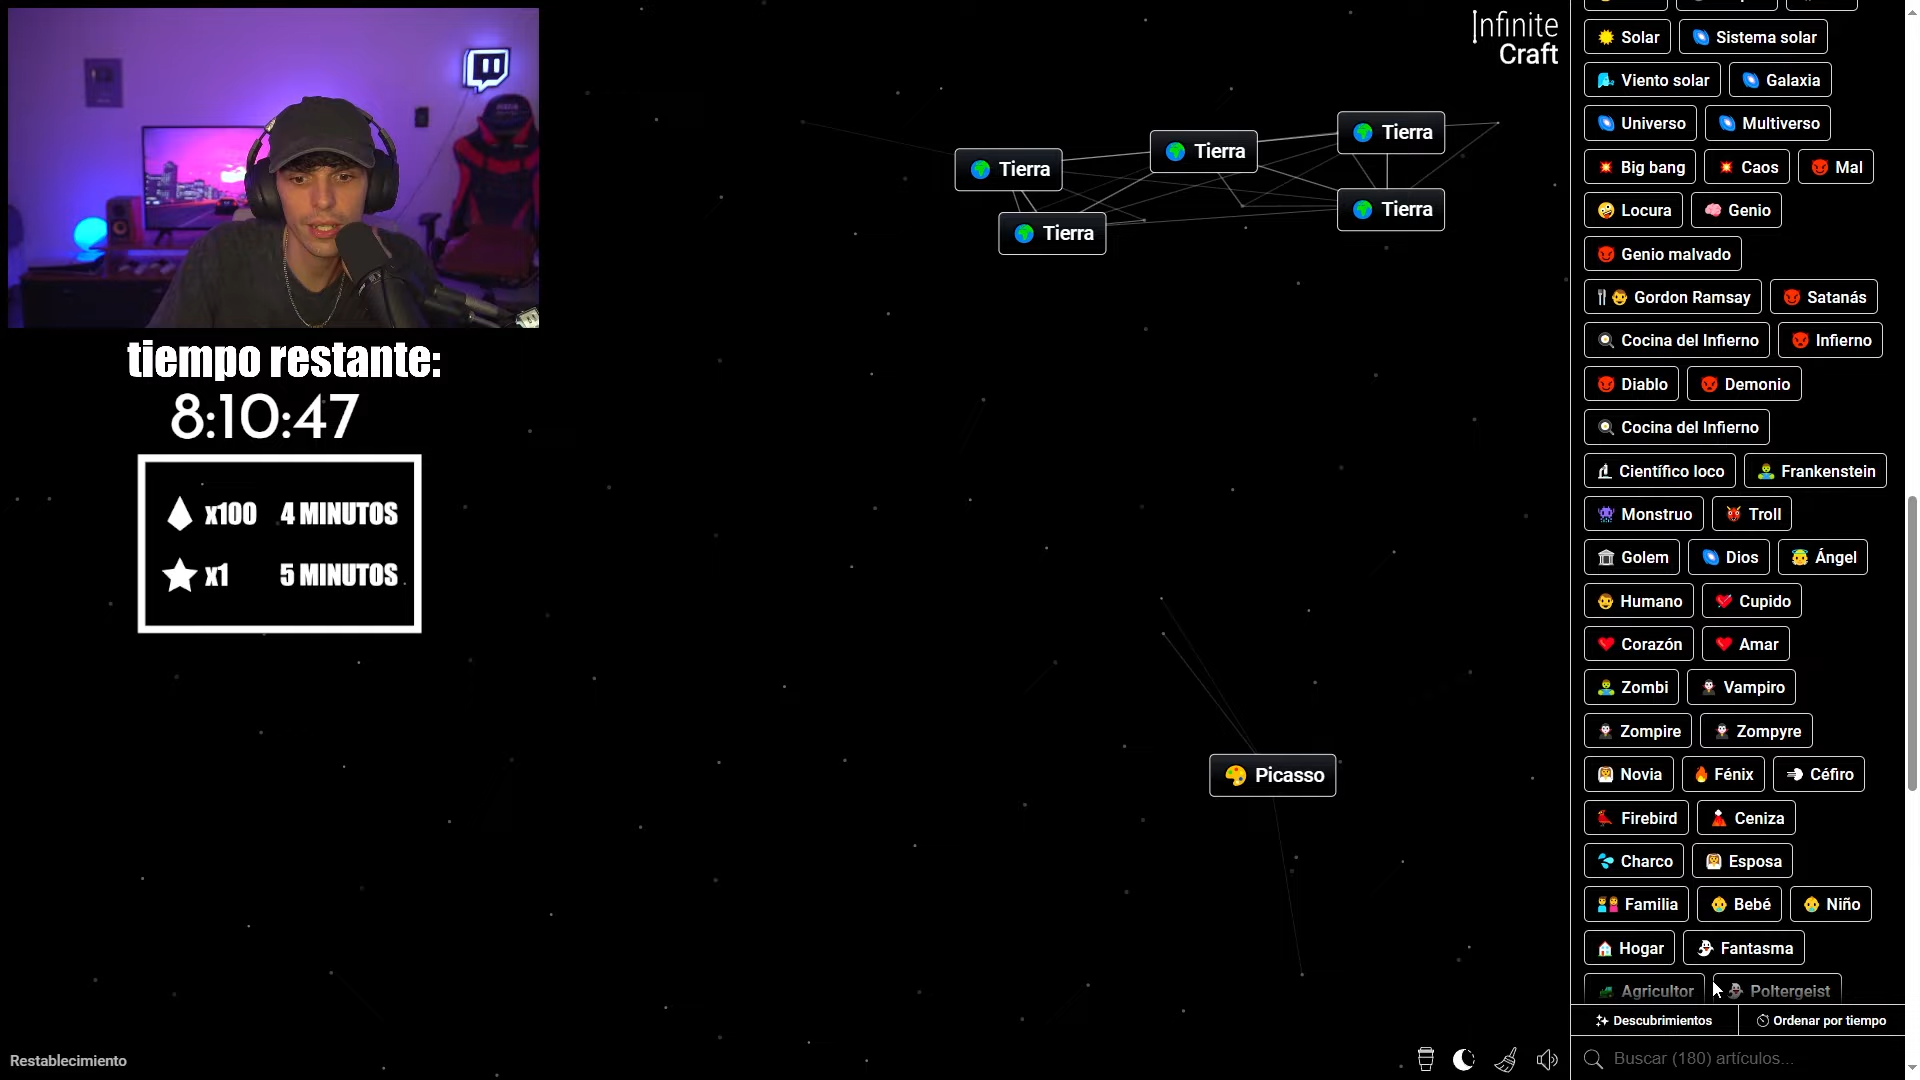 Infinite
Craft
Tierra
Tierra
Tierra
Tierra
Tierra
Picasso
tiempo restante:
8:10:47
x100 4 MINUTOS
x1 5 MINUTOS
Restablecimiento
Solar Sistema solar
Viento solar Galaxia
Universo Multiverso
Big bang Caos Mal
Locura Genio
Genio malvado
Gordon Ramsay Satanás
Cocina del Infierno Infierno
Diablo Demonio
Cocina del Infierno
Científico loco Frankenstein
Monstruo Troll
Golem Dios Ángel
Humano Cupido
Corazón Amar
Zombi Vampiro
Zompire Zompyre
Novia Fénix Céfiro
Firebird Ceniza
Charco Esposa
Familia Bebé Niño
Hogar Fantasma
Agricultor Poltergeist
Descubrimientos Ordenar por tiempo
Buscar (180) artículos...